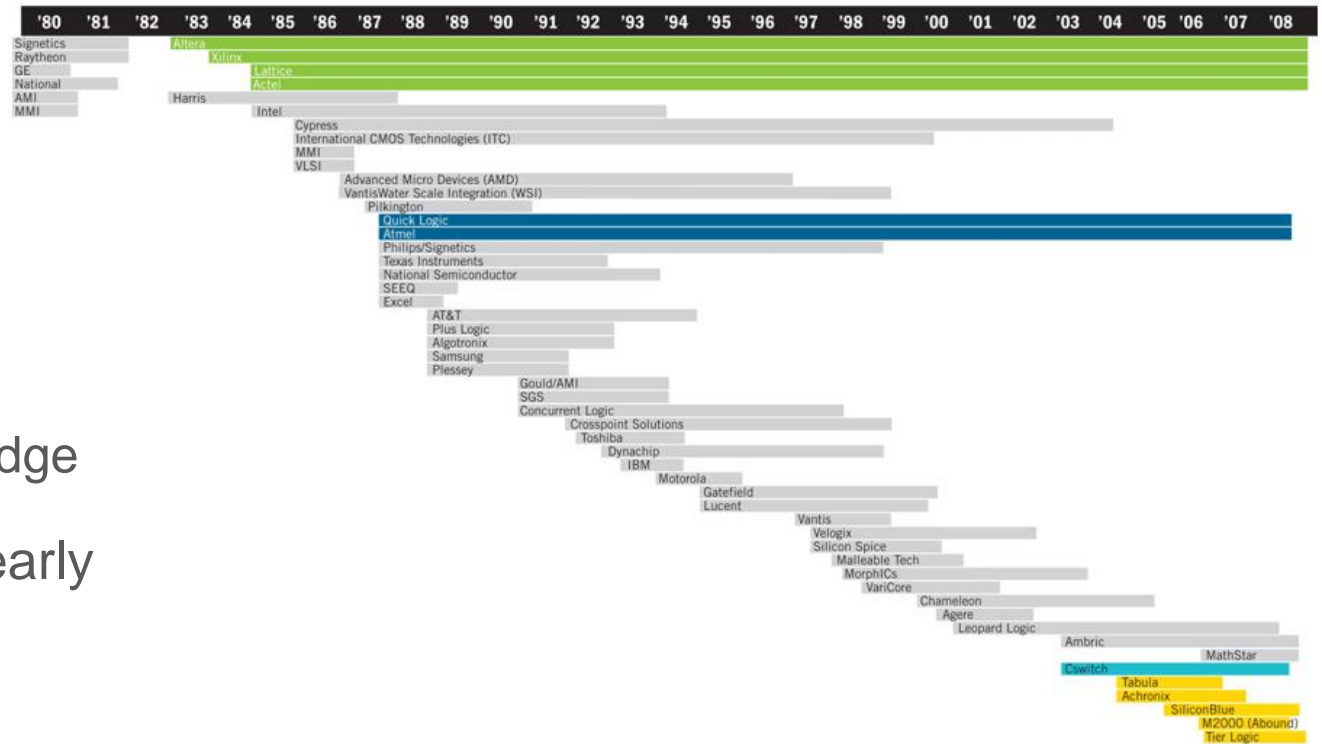 '80 '81 '82 '83 '84 '85 '86 '87 '88 '89 '90 '91 '92 '93 '94 '95 '96 '97 '98 '99 '00 '01 '02 '03 '04 '05 '06 '07 '08
Signetics Altera
Raytheon Xilinx
GE Lattice
National Actel
AMI Harris
MMI Intel
Cypress
International CMOS Technologies (ITC)
MMI
VLSI
Advanced Micro Devices (AMD)
VantisWater Scale Integration (WSI)
Pilkington
Quick Logic
Atmel
Philips/Signetics
Texas Instruments
National Semiconductor
SEEQ
Excel
AT&T
Plus Logic
Algotronix
Samsung
Plessey
Gould/AMI
SGS
Concurrent Logic
Crosspoint Solutions
Toshiba
dge
Dynachip
IBM
Motorola
Gatefield
Lucent
Vantis
Velogix
Silicon Spice
early
Malleable Tech
MorphICs
VariCore
Chameleon
Agere
Leopard Logic
Ambric
MathStar
Cswitch
Tabula
Achronix
SiliconBlue
M2000 (Abound)
Tier Logic